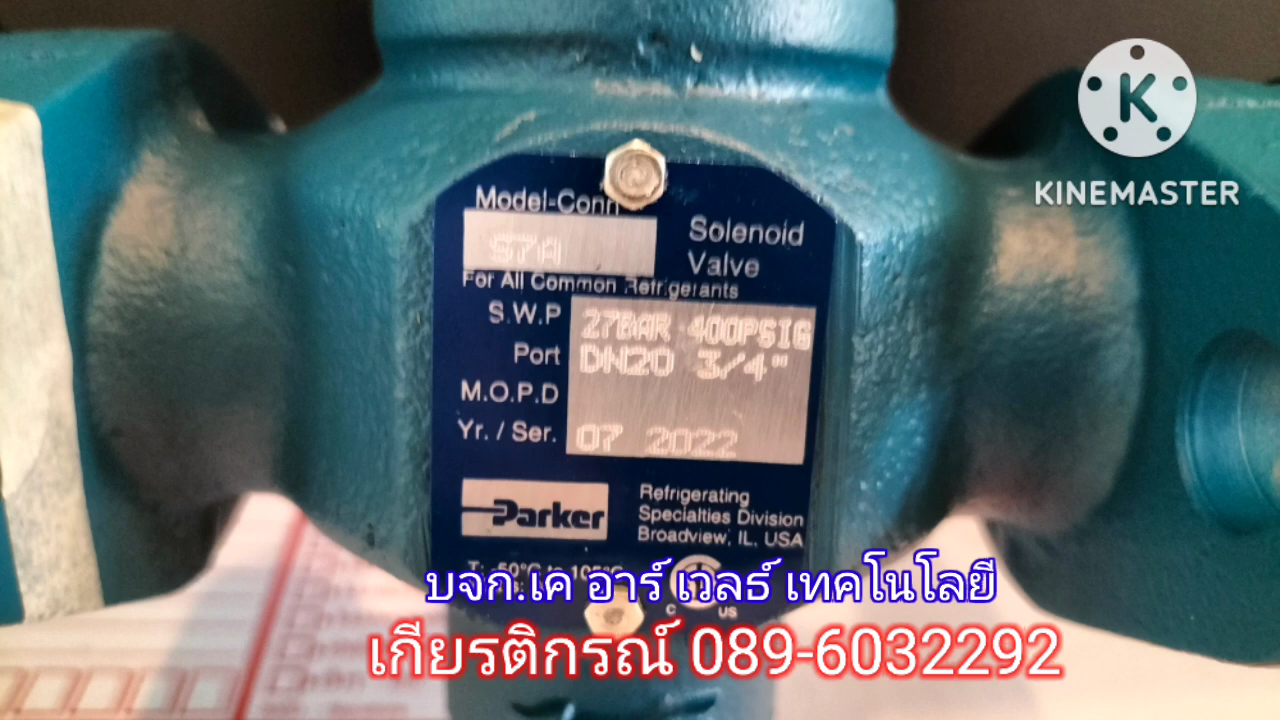 K
KINEMASTER
Model-Conn
S7A
Solenoid
Valve
For All Common Refrigerants
S.W.P 27BAR 400PSIG
Port DN20 3/4"
M.O.P.D
Yr. / Ser. 07 2022
Parker
Refrigerating
Specialties Division
Broadview, IL, USA
C US
บจก.เค อาร์ เวลธ์ เทคโนโลยี
เกียรติกรณ์ 089-6032292